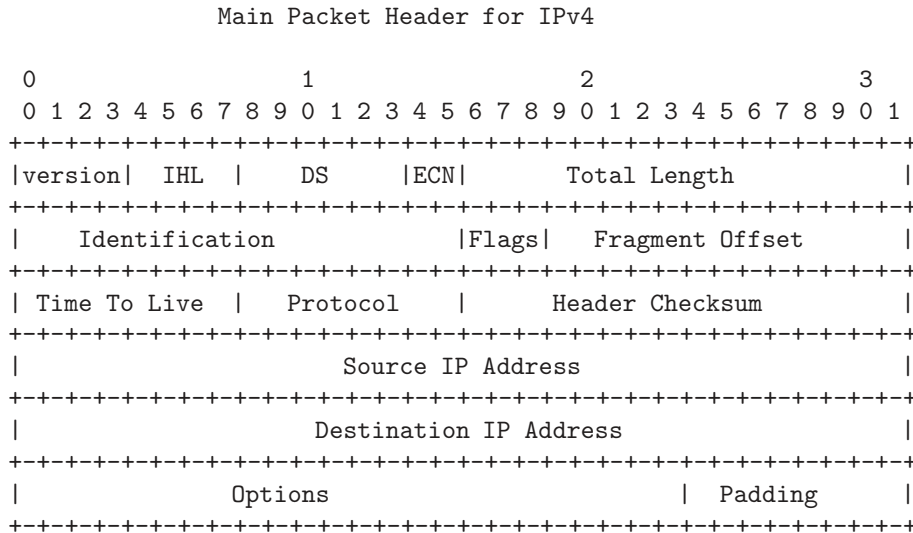 Main Packet Header for IPv4
0                   1                   2                   3
0 1 2 3 4 5 6 7 8 9 0 1 2 3 4 5 6 7 8 9 0 1 2 3 4 5 6 7 8 9 0 1
+-+-+-+-+-+-+-+-+-+-+-+-+-+-+-+-+-+-+-+-+-+-+-+-+-+-+-+-+-+-+-+-+
|version|  IHL  |    DS     |ECN|       Total Length            |
+-+-+-+-+-+-+-+-+-+-+-+-+-+-+-+-+-+-+-+-+-+-+-+-+-+-+-+-+-+-+-+-+
|    Identification             |Flags|   Fragment Offset       |
+-+-+-+-+-+-+-+-+-+-+-+-+-+-+-+-+-+-+-+-+-+-+-+-+-+-+-+-+-+-+-+-+
| Time To Live  |   Protocol    |      Header Checksum          |
+-+-+-+-+-+-+-+-+-+-+-+-+-+-+-+-+-+-+-+-+-+-+-+-+-+-+-+-+-+-+-+-+
|                       Source IP Address                       |
+-+-+-+-+-+-+-+-+-+-+-+-+-+-+-+-+-+-+-+-+-+-+-+-+-+-+-+-+-+-+-+-+
|                     Destination IP Address                    |
+-+-+-+-+-+-+-+-+-+-+-+-+-+-+-+-+-+-+-+-+-+-+-+-+-+-+-+-+-+-+-+-+
|               Options                         |  Padding      |
+-+-+-+-+-+-+-+-+-+-+-+-+-+-+-+-+-+-+-+-+-+-+-+-+-+-+-+-+-+-+-+-+